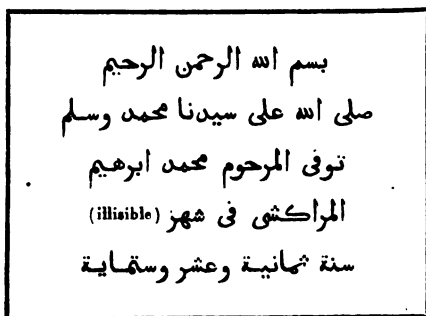 بسم الله الرحمن الرحيم
صلى الله على سيدنا محمد وسلم
توفى المرحوم محمد ابرهيم
المراكشى فى شهر (illisible)
سنة ثمانية وعشر وستماية